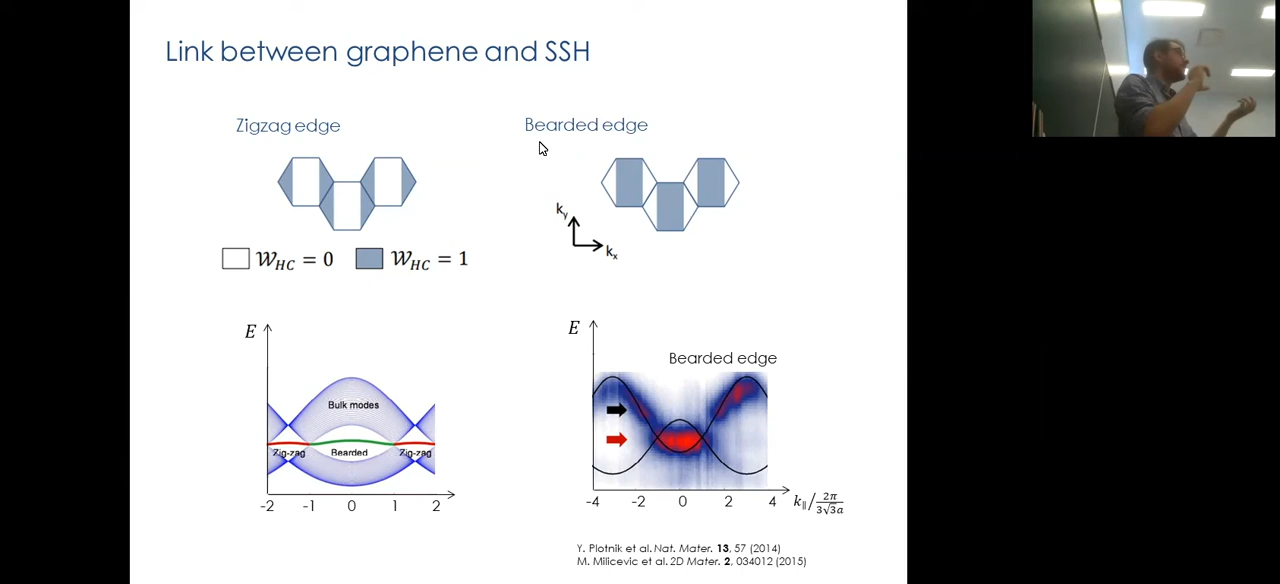 Link between graphene and SSH
Zigzag edge
Bearded edge
k_y
k_x
𝒲_HC = 0
𝒲_HC = 1
E
Bulk modes
Zig-zag
Bearded
Zig-zag
-2 -1 0 1 2
E
Bearded edge
-4 -2 0 2 4
k_∥/ 2π/3√3a
Y. Plotnik et al. Nat. Mater. 13, 57 (2014)
M. Milicevic et al. 2D Mater. 2, 034012 (2015)